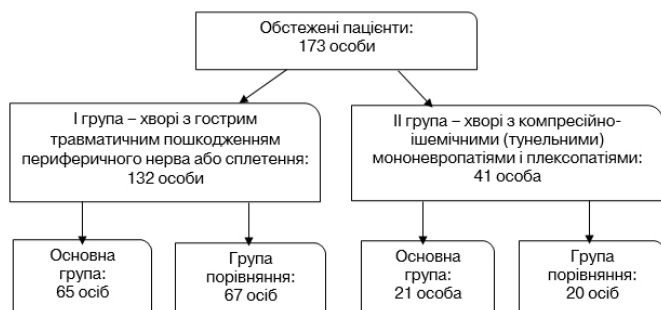 Обстежені пацієнти:
173 особи
І група – хворі з гострим
травматичним пошкодженням
периферичного нерва або сплетення:
132 особи
ІІ група – хворі з компресійно-
ішемічними (тунельними)
мононевропатіями і плексопатіями:
41 особа
Основна
група:
65 осіб
Група
порівняння:
67 осіб
Основна
група:
21 особа
Група
порівняння:
20 осіб